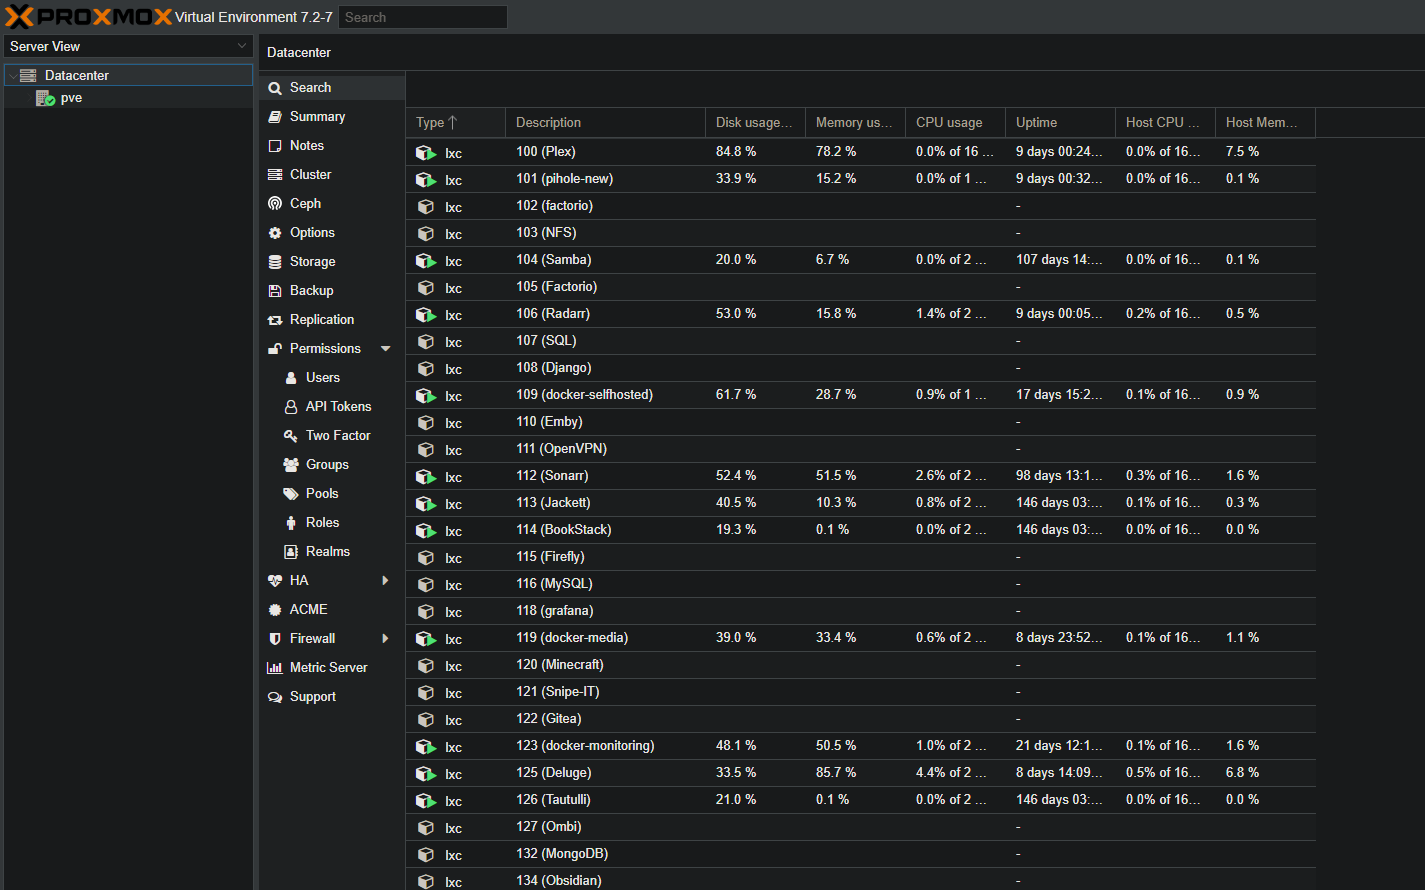 PROXMOX Virtual Environment 7.2-7 Search
Server View
Datacenter
pve
Datacenter
Search
Summary
Notes
Cluster
Ceph
Options
Storage
Backup
Replication
Permissions
Users
API Tokens
Two Factor
Groups
Pools
Roles
Realms
HA
ACME
Firewall
Metric Server
Support
Type Description Disk usage... Memory us... CPU usage Uptime Host CPU ... Host Mem...
lxc 100 (Plex) 84.8 % 78.2 % 0.0% of 16 ... 9 days 00:24... 0.0% of 16... 7.5 %
lxc 101 (pihole-new) 33.9 % 15.2 % 0.0% of 1 ... 9 days 00:32... 0.0% of 16... 0.1 %
lxc 102 (factorio) -
lxc 103 (NFS) -
lxc 104 (Samba) 20.0 % 6.7 % 0.0% of 2 ... 107 days 14:... 0.0% of 16... 0.1 %
lxc 105 (Factorio) -
lxc 106 (Radarr) 53.0 % 15.8 % 1.4% of 2 ... 9 days 00:05... 0.2% of 16... 0.5 %
lxc 107 (SQL) -
lxc 108 (Django) -
lxc 109 (docker-selfhosted) 61.7 % 28.7 % 0.9% of 1 ... 17 days 15:2... 0.1% of 16... 0.9 %
lxc 110 (Emby) -
lxc 111 (OpenVPN) -
lxc 112 (Sonarr) 52.4 % 51.5 % 2.6% of 2 ... 98 days 13:1... 0.3% of 16... 1.6 %
lxc 113 (Jackett) 40.5 % 10.3 % 0.8% of 2 ... 146 days 03:... 0.1% of 16... 0.3 %
lxc 114 (BookStack) 19.3 % 0.1 % 0.0% of 2 ... 146 days 03:... 0.0% of 16... 0.0 %
lxc 115 (Firefly) -
lxc 116 (MySQL) -
lxc 118 (grafana) -
lxc 119 (docker-media) 39.0 % 33.4 % 0.6% of 2 ... 8 days 23:52... 0.1% of 16... 1.1 %
lxc 120 (Minecraft) -
lxc 121 (Snipe-IT) -
lxc 122 (Gitea) -
lxc 123 (docker-monitoring) 48.1 % 50.5 % 1.0% of 2 ... 21 days 12:1... 0.1% of 16... 1.6 %
lxc 125 (Deluge) 33.5 % 85.7 % 4.4% of 2 ... 8 days 14:09... 0.5% of 16... 6.8 %
lxc 126 (Tautulli) 21.0 % 0.1 % 0.0% of 2 ... 146 days 03:... 0.0% of 16... 0.0 %
lxc 127 (Ombi) -
lxc 132 (MongoDB) -
lxc 134 (Obsidian) -